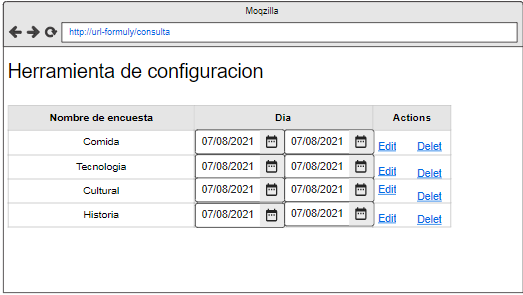 Moqzilla
http://url-formuly/consulta
Herramienta de configuracion
Nombre de encuesta Dia Actions
Comida 07/08/2021 07/08/2021 Edit Delet
Tecnologia 07/08/2021 07/08/2021 Edit Delet
Cultural 07/08/2021 07/08/2021 Edit Delet
Historia 07/08/2021 07/08/2021 Edit Delet